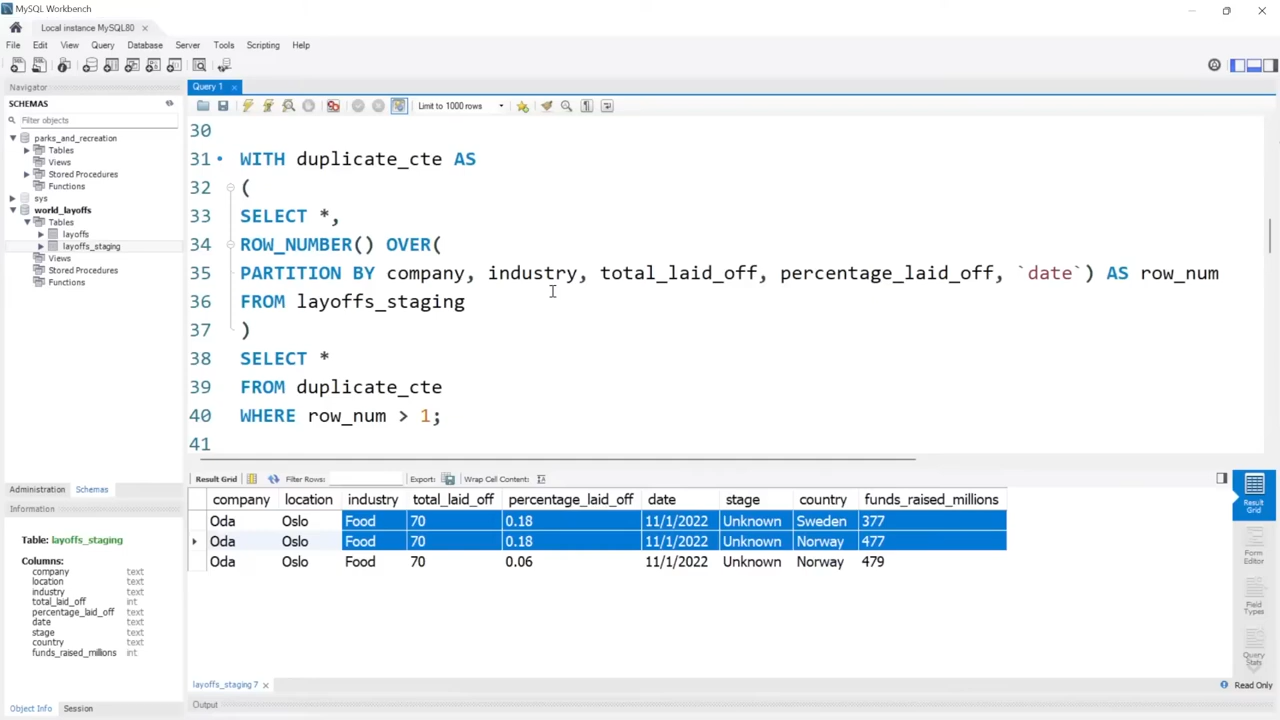 MySQL Workbench
Local instance MySQL80
File Edit View Query Database Server Tools Scripting Help
Navigator
SCHEMAS
Filter objects
parks_and_recreation
Tables
Views
Stored Procedures
Functions
sys
world_layoffs
Tables
layoffs
layoffs_staging
Views
Stored Procedures
Functions
Administration Schemas
Information
Table: layoffs_staging
Columns:
company text
location text
industry text
total_laid_off int
percentage_laid_off text
date text
stage text
country text
funds_raised_millions int
Object Info Session
Query 1
Limit to 1000 rows
30
31 WITH duplicate_cte AS
32 (
33 SELECT *,
34 ROW_NUMBER() OVER(
35 PARTITION BY company, industry, total_laid_off, percentage_laid_off, `date`) AS row_num
36 FROM layoffs_staging
37 )
38 SELECT *
39 FROM duplicate_cte
40 WHERE row_num > 1;
41
Result Grid Filter Rows: Export: Wrap Cell Content:
company location industry total_laid_off percentage_laid_off date stage country funds_raised_millions
Oda Oslo Food 70 0.18 11/1/2022 Unknown Sweden 377
Oda Oslo Food 70 0.18 11/1/2022 Unknown Norway 477
Oda Oslo Food 70 0.06 11/1/2022 Unknown Norway 479
Result
Grid
Form
Editor
Field
Types
Query
Stats
layoffs_staging 7
Read Only
Output